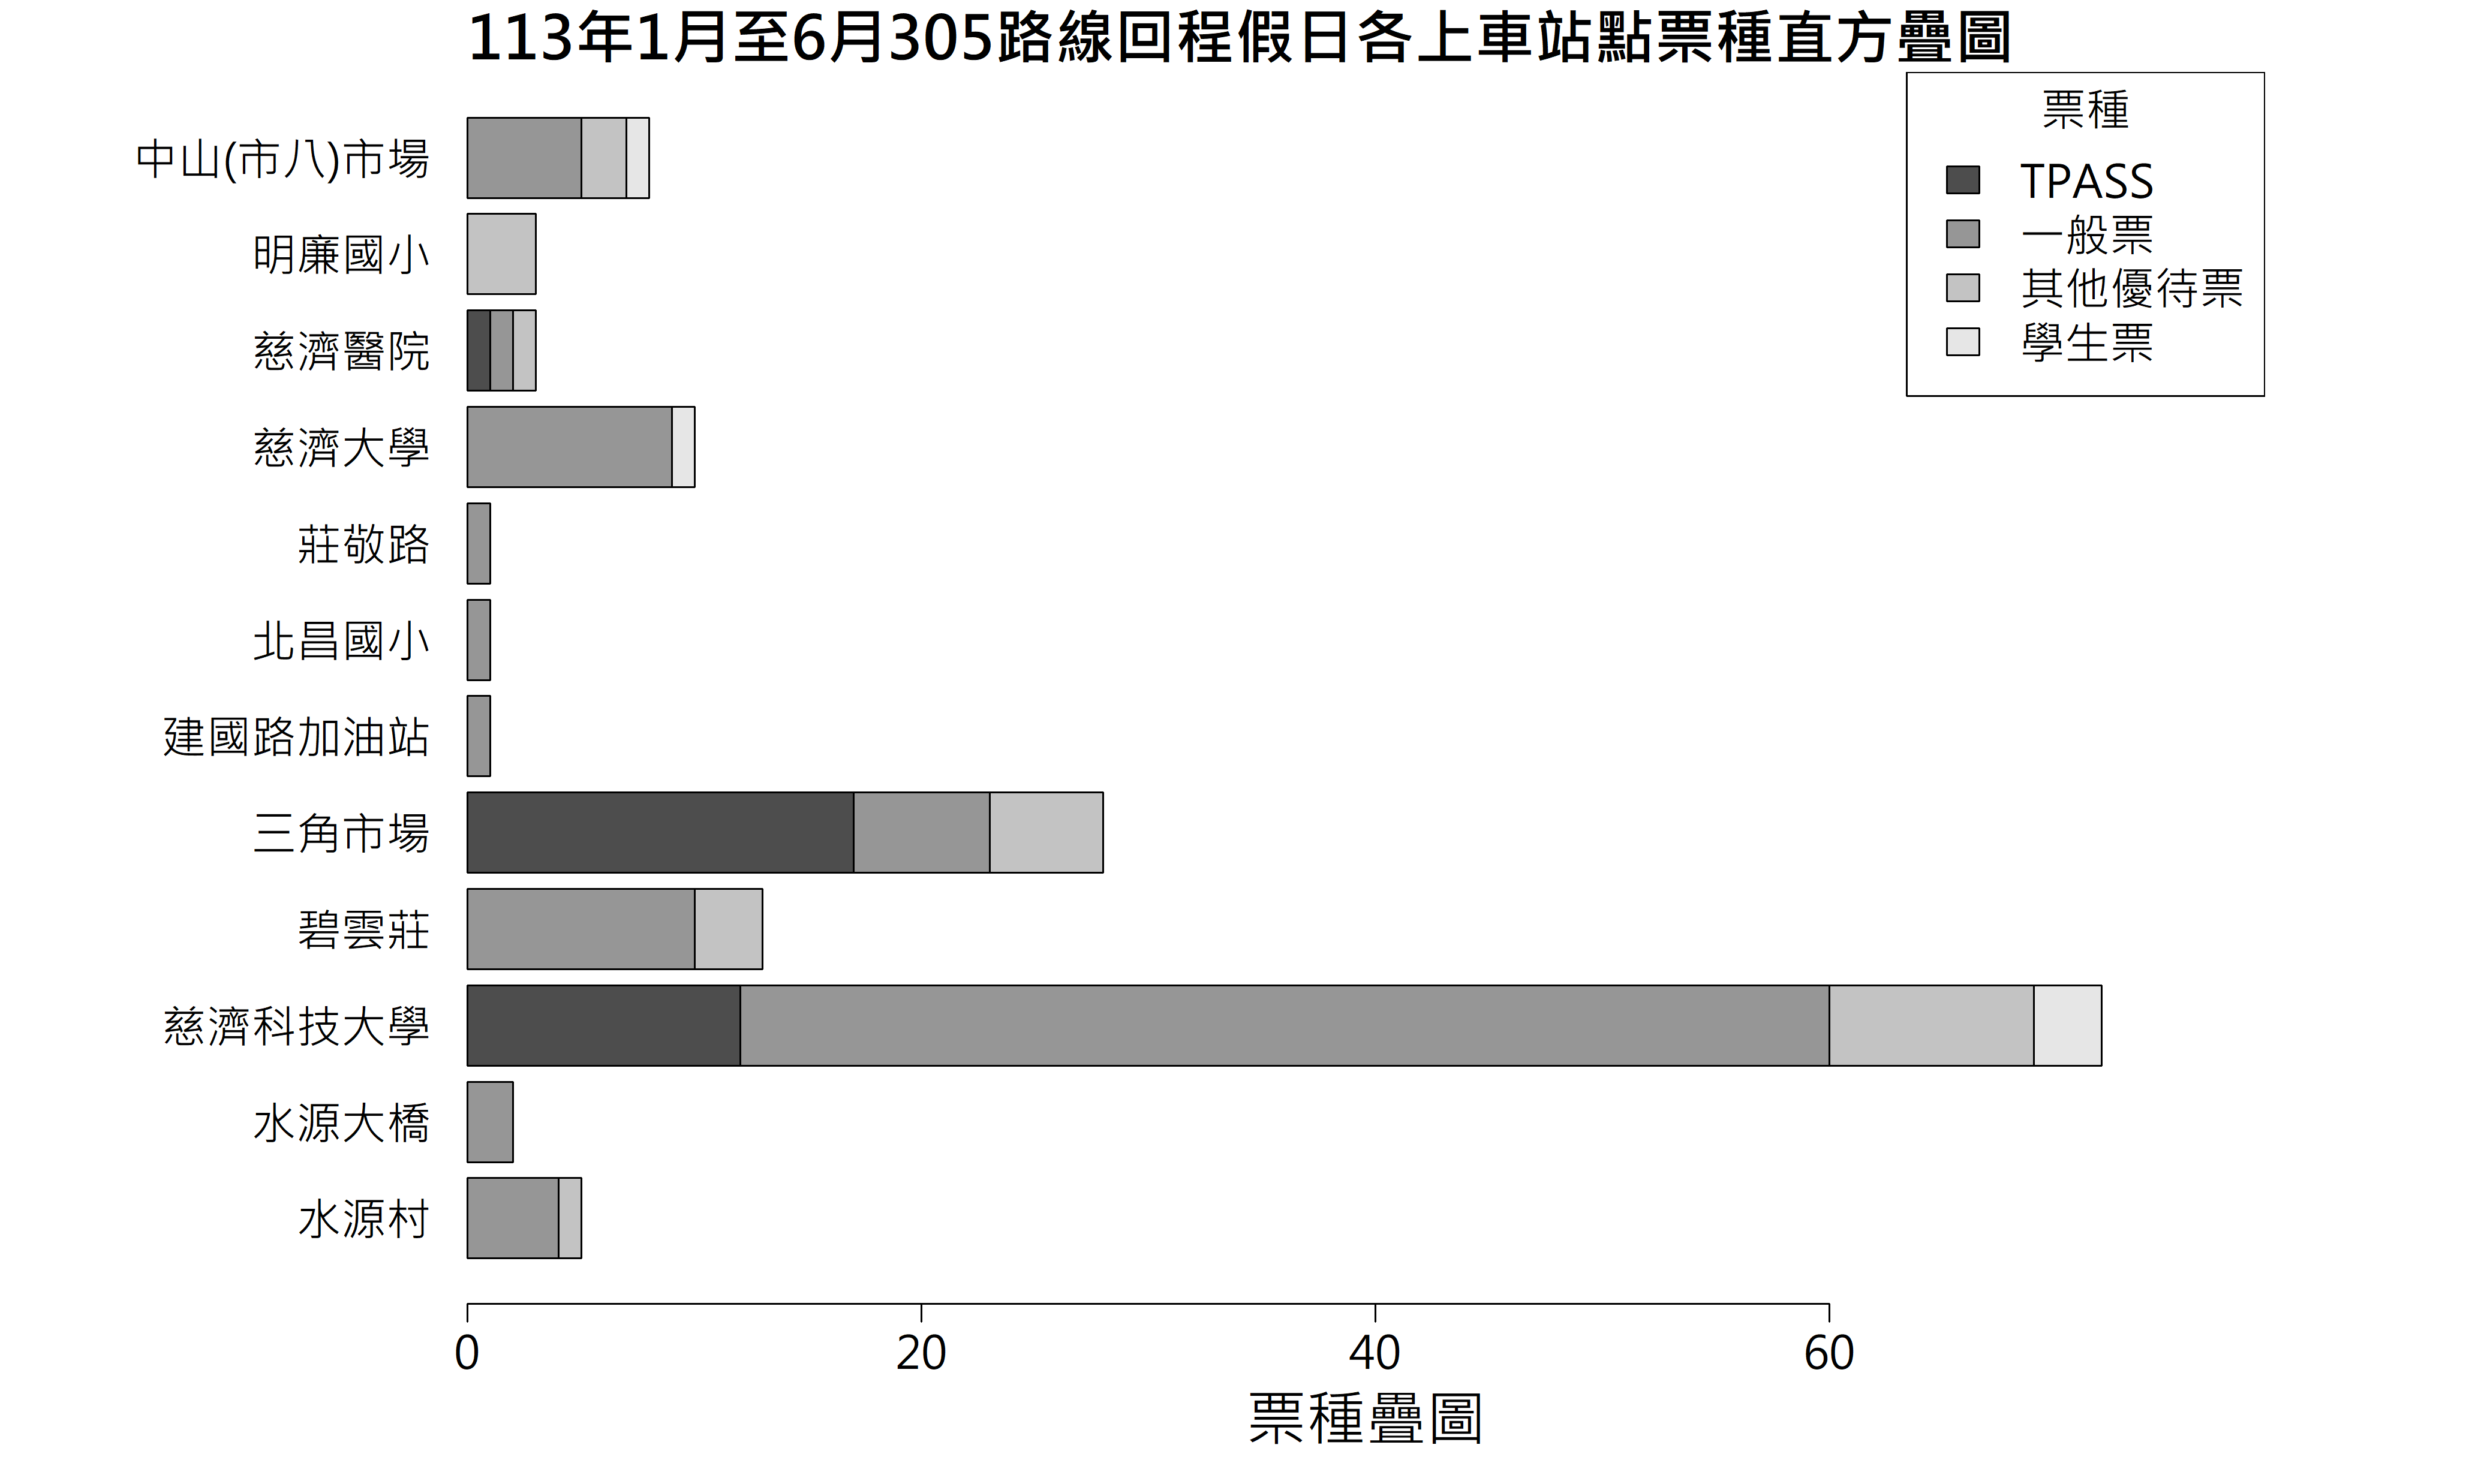 113年1月至6月305路線回程假日各上車站點票種直方疊圖
票種
TPASS
一般票
其他優待票
學生票
中山(市八)市場
明廉國小
慈濟醫院
慈濟大學
莊敬路
北昌國小
建國路加油站
三角市場
碧雲莊
慈濟科技大學
水源大橋
水源村
0 20 40 60
票種疊圖